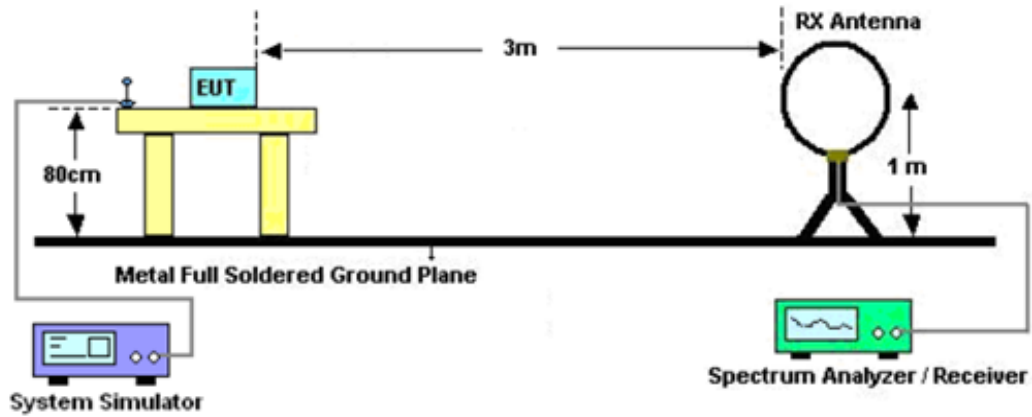 RX Antenna
3m
EUT
80cm
1 m
Metal Full Soldered Ground Plane
System Simulator
Spectrum Analyzer / Receiver